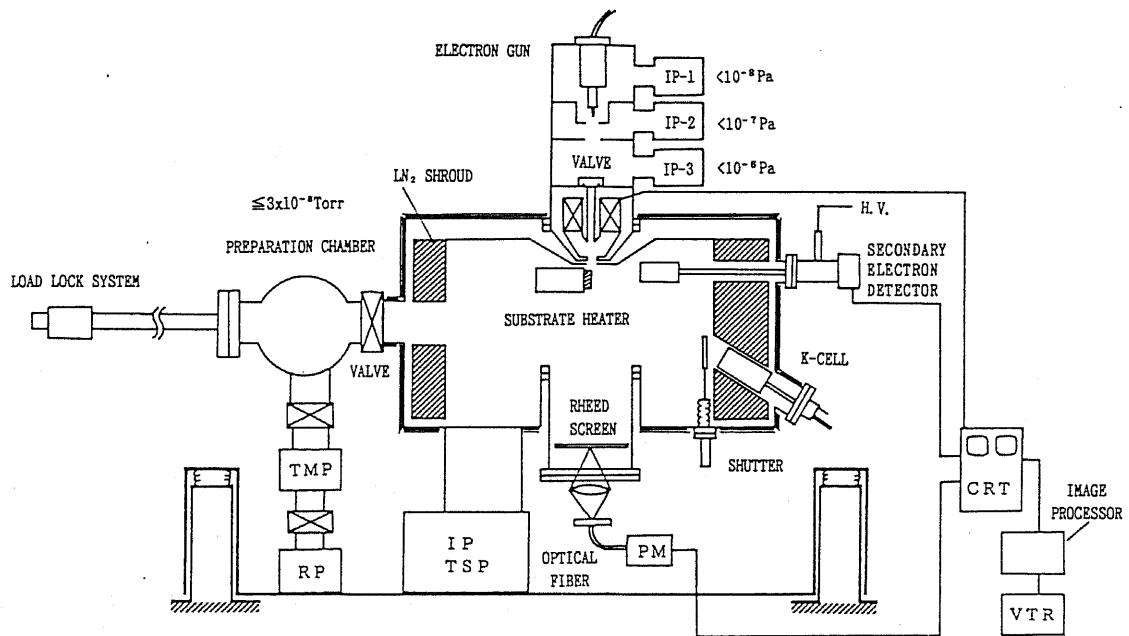 ELECTRON GUN
IP-1
<10⁻⁸Pa
IP-2
<10⁻⁷Pa
VALVE
IP-3
<10⁻⁶Pa
LN₂ SHROUD
≦3x10⁻⁸Torr
PREPARATION CHAMBER
H.V.
SECONDARY
ELECTRON
DETECTOR
LOAD LOCK SYSTEM
SUBSTRATE HEATER
VALVE
K-CELL
RHEED
SCREEN
SHUTTER
TMP
CRT
IMAGE
PROCESSOR
IP
TSP
OPTICAL
FIBER
PM
RP
VTR